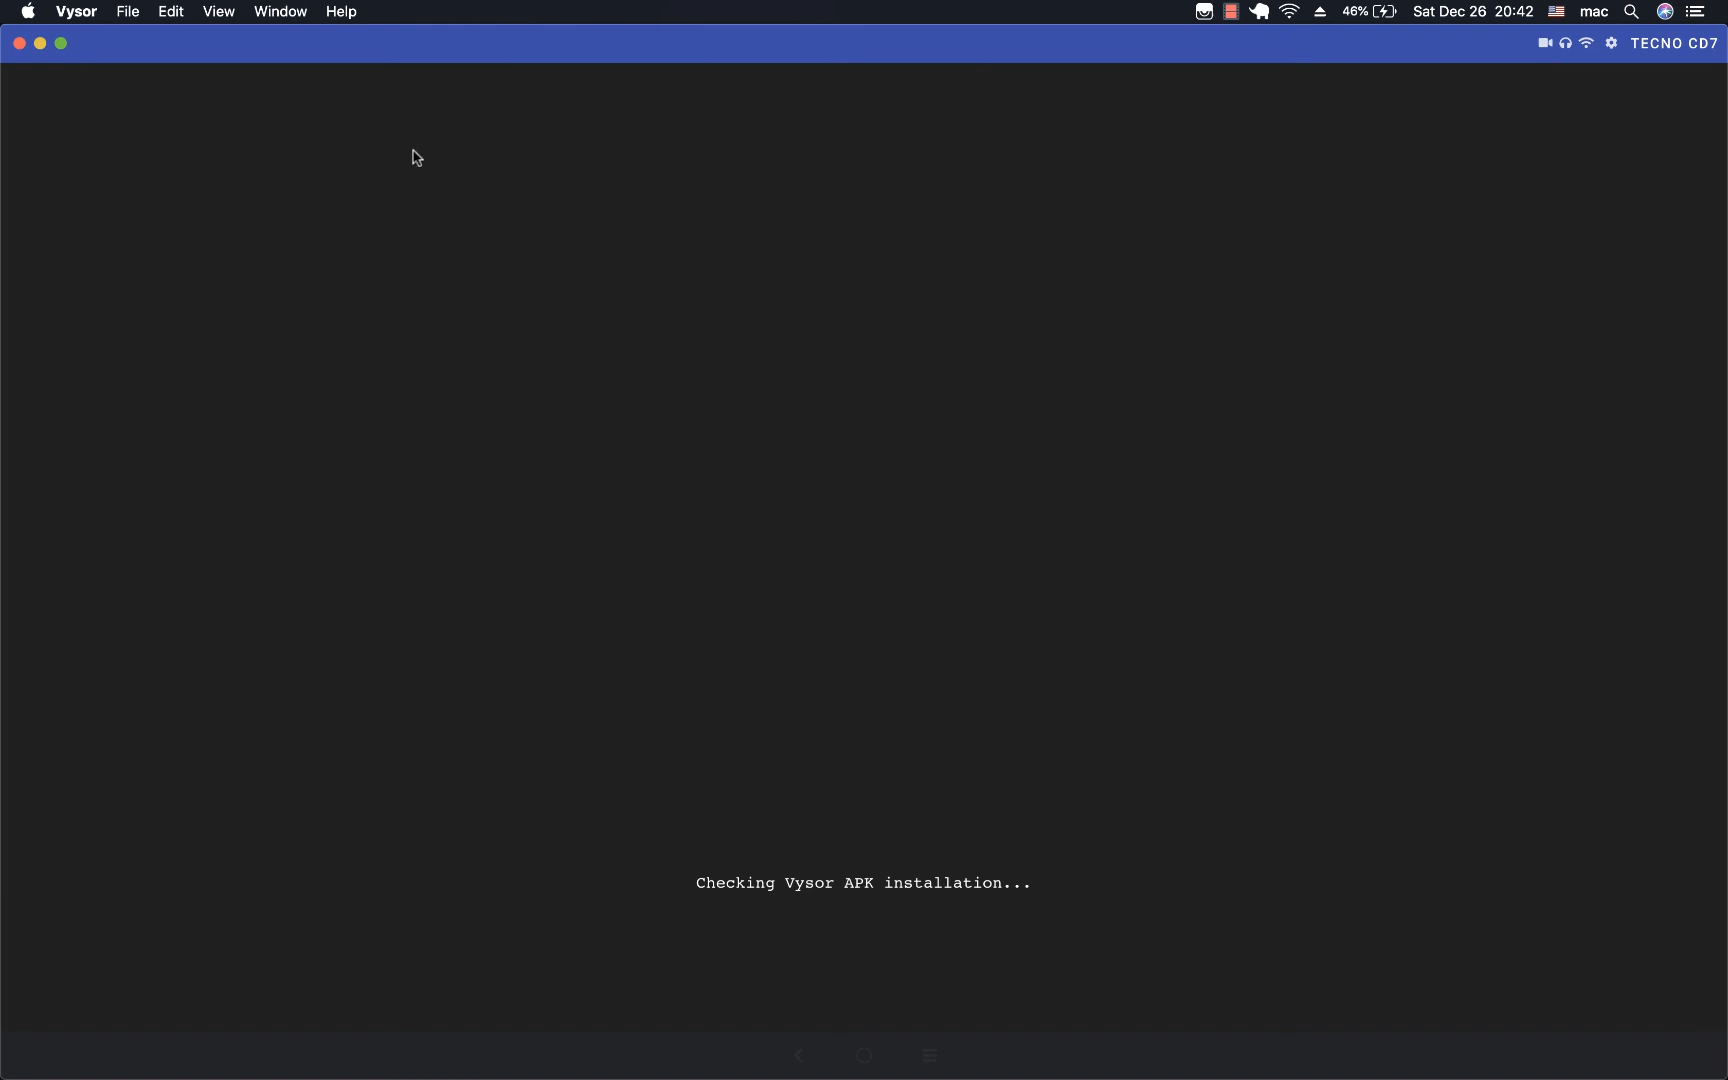 Vysor File Edit View Window Help 46% Sat Dec 26 20:42 mac
TECNO CD7
Checking Vysor APK installation...